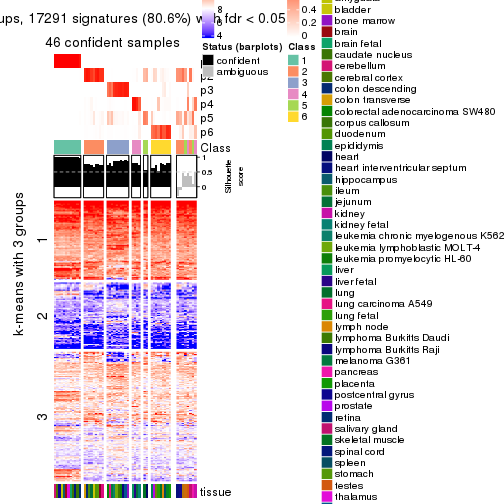 ups, 17291 signatures (80.6%) with fdr < 0.05
46 confident samples
p3
p4
p5
p6
Class
1
0.5
0
Silhouette
score
k-means with 3 groups
1
2
3
tissue
8
6
4
Status (barplots)
confident
ambiguous
0.4
0.2
0
Class
1
2
3
4
5
6
bladder
bone marrow
brain
brain fetal
caudate nucleus
cerebellum
cerebral cortex
colon descending
colon transverse
colorectal adenocarcinoma SW480
corpus callosum
duodenum
epididymis
heart
heart interventricular septum
hippocampus
ileum
jejunum
kidney
kidney fetal
leukemia chronic myelogenous K562
leukemia lymphoblastic MOLT-4
leukemia promyelocytic HL-60
liver
liver fetal
lung
lung carcinoma A549
lung fetal
lymph node
lymphoma Burkitts Daudi
lymphoma Burkitts Raji
melanoma G361
pancreas
placenta
postcentral gyrus
prostate
retina
salivary gland
skeletal muscle
spinal cord
spleen
stomach
testes
thalamus